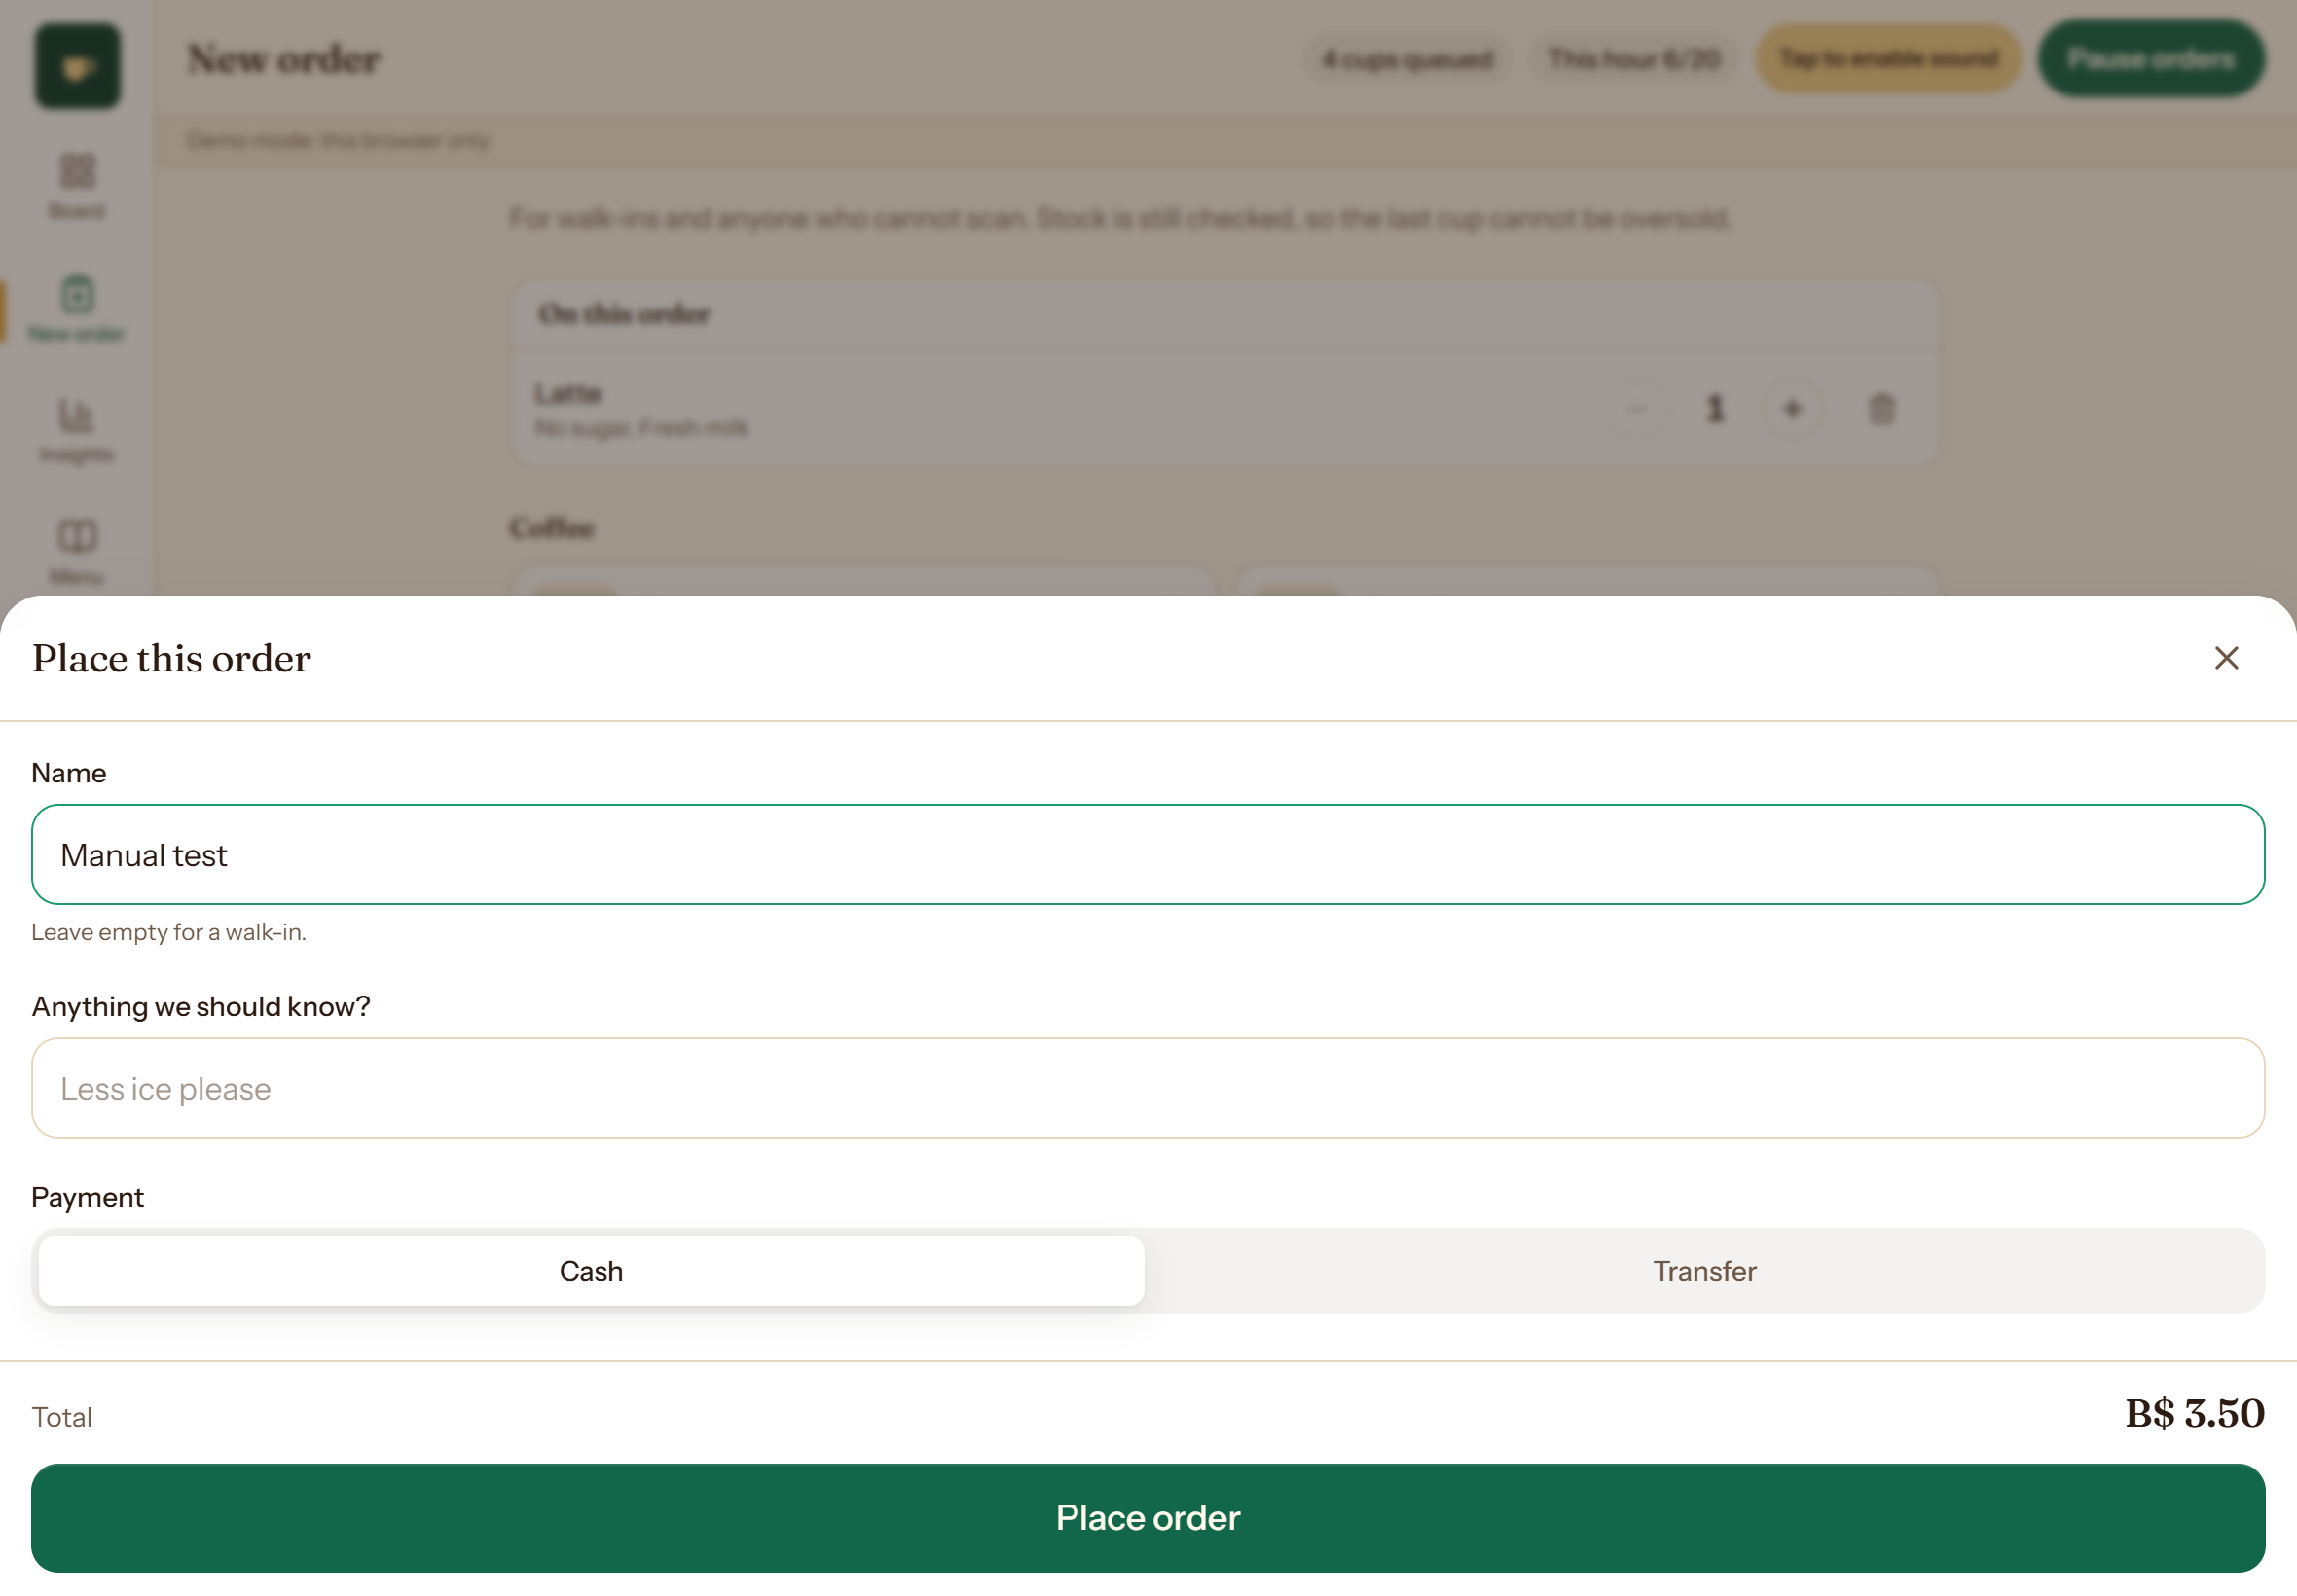 New order
4 cups queued
This hour 6/20
Tap to enable sound
Pause orders
Demo mode: this browser only
Board
New order
Insights
Menu
For walk-ins and anyone who cannot scan. Stock is still checked, so the last cup cannot be oversold.
On this order
Latte
No sugar, Fresh milk
1
Coffee
Place this order
Name
Manual test
Leave empty for a walk-in.
Anything we should know?
Less ice please
Payment
Cash
Transfer
Total
B$ 3.50
Place order